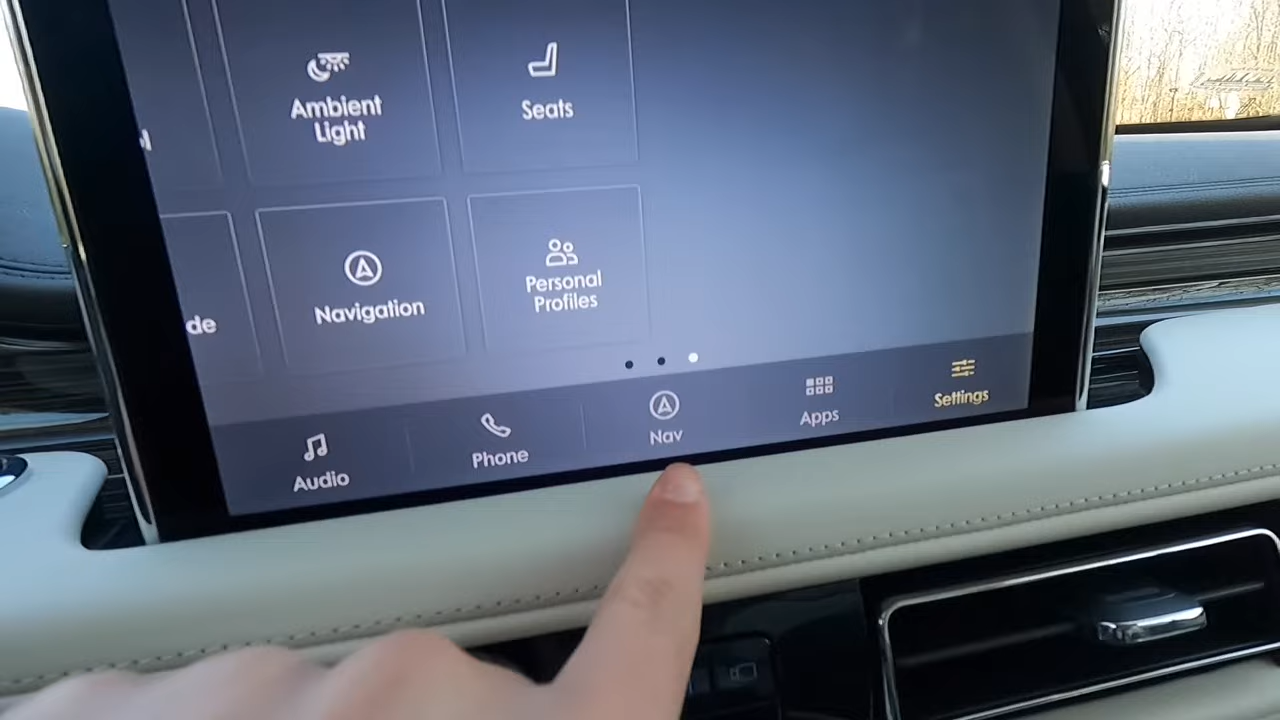 Ambient
Light
Seats
de
Navigation
Personal
Profiles
Audio
Phone
Nav
Apps
Settings